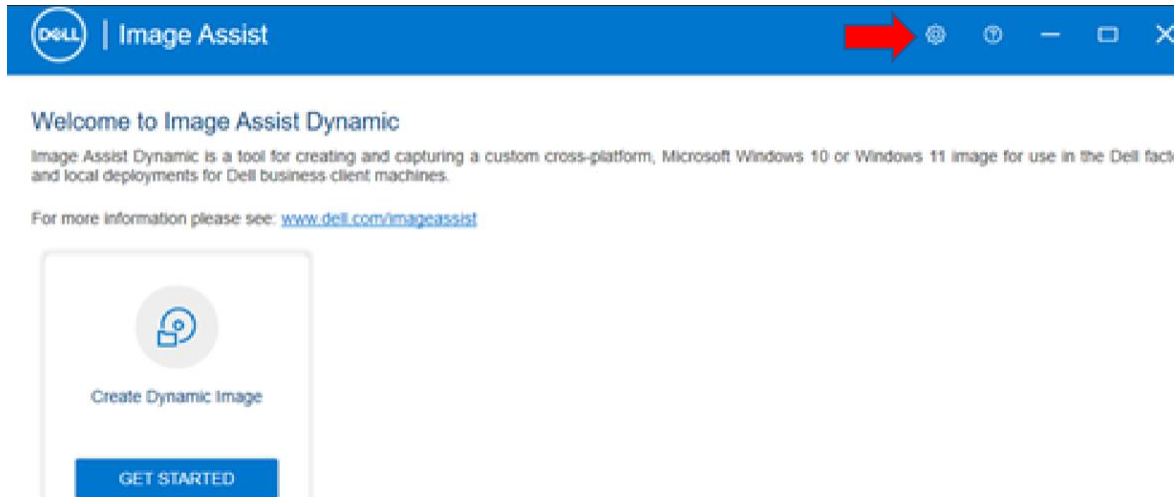 DELL | Image Assist
Welcome to Image Assist Dynamic
Image Assist Dynamic is a tool for creating and capturing a custom cross-platform, Microsoft Windows 10 or Windows 11 image for use in the Dell facto
and local deployments for Dell business client machines.
For more information please see: www.dell.com/imageassist
Create Dynamic Image
GET STARTED